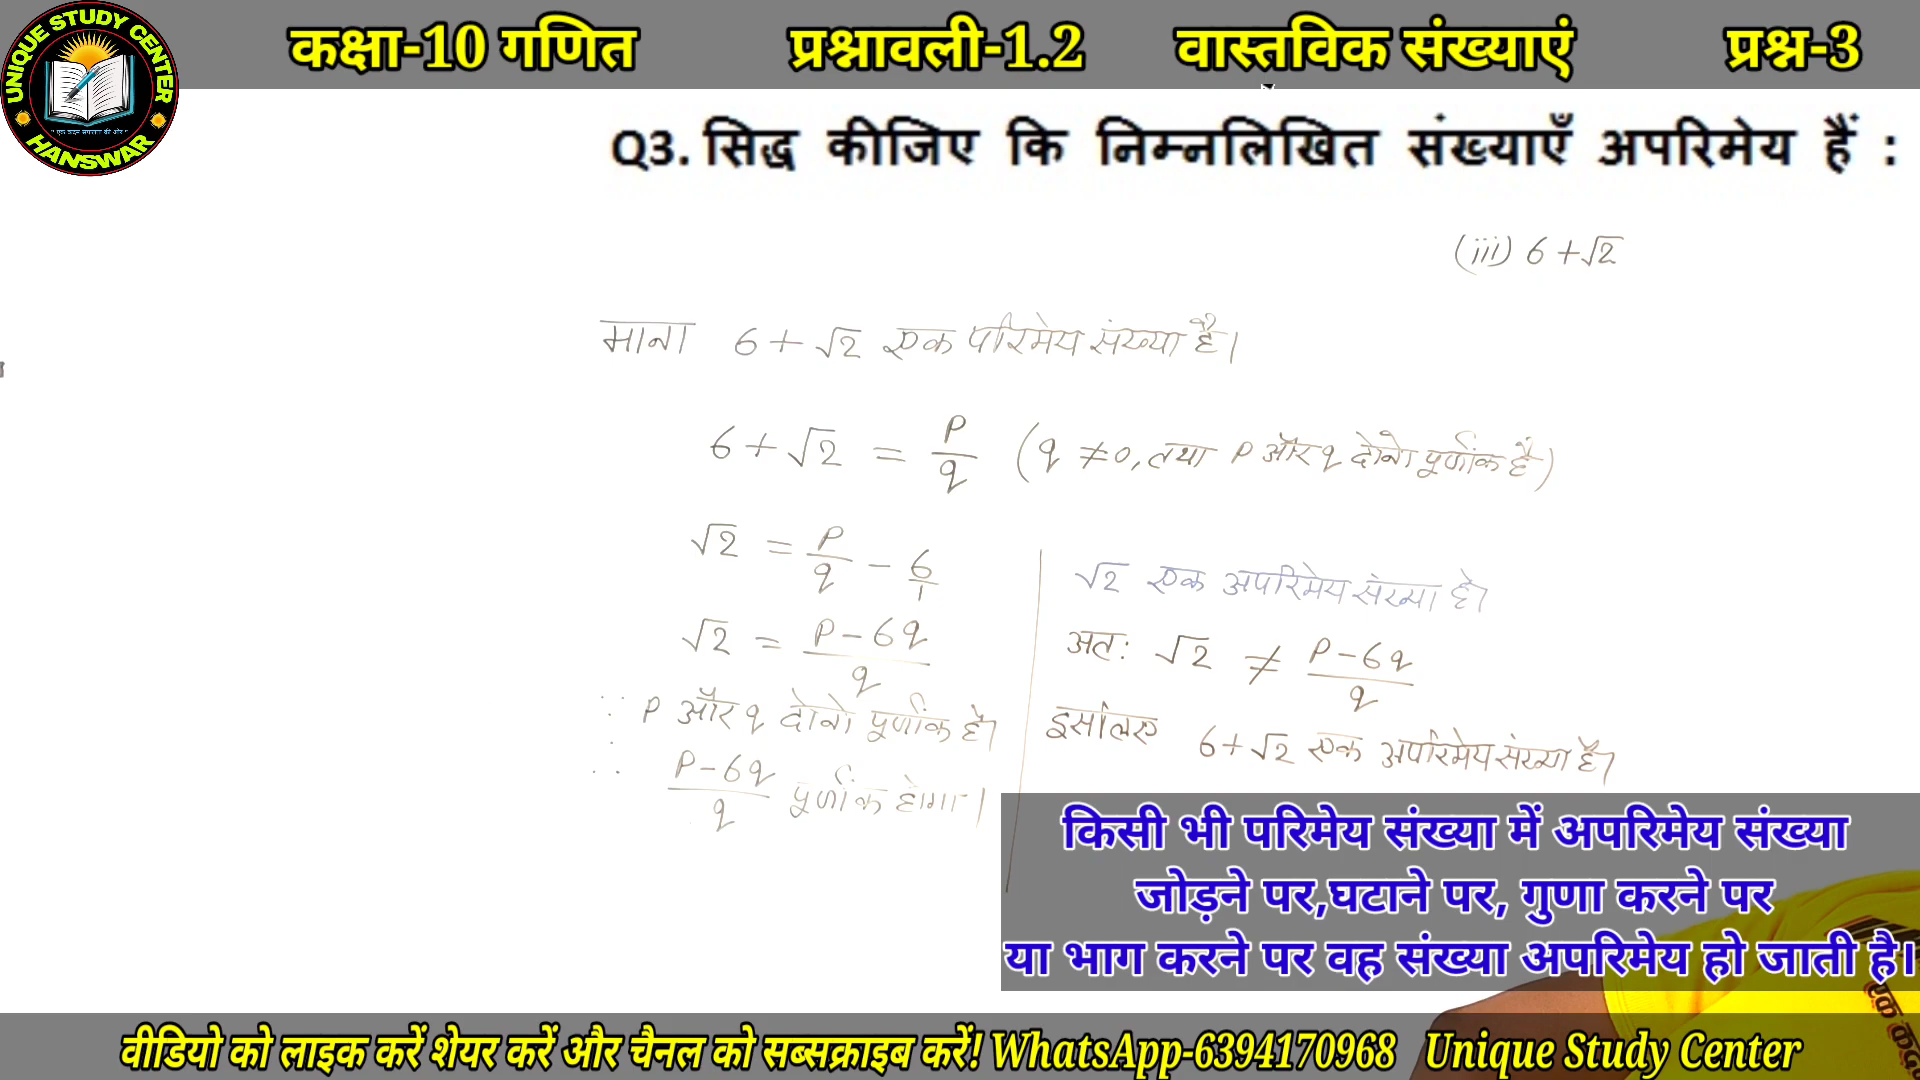 UNIQUE STUDY CENTER
HANSWAR
कक्षा-10 गणित प्रश्नावली-1.2 वास्तविक संख्याएं प्रश्न-3
Q3. सिद्ध कीजिए कि निम्नलिखित संख्याएँ अपरिमेय हैं :
(iii) 6 + √2
माना 6 + √2 एक परिमेय संख्या है।
6 + √2 = p/q (q ≠ 0, तथा p और q दोनो पूर्णांक हैं)
√2 = p/q - 6/1
√2 = (p - 6q)/q
∵ p और q दोनो पूर्णांक है।
∴ (p - 6q)/q पूर्णांक होगा।
√2 एक अपरिमेय संख्या है।
अतः √2 ≠ (p - 6q)/q
इसलिए 6 + √2 एक अपरिमेय संख्या है।
किसी भी परिमेय संख्या में अपरिमेय संख्या
जोड़ने पर,घटाने पर, गुणा करने पर
या भाग करने पर वह संख्या अपरिमेय हो जाती है।
वीडियो को लाइक करें शेयर करें और चैनल को सब्सक्राइब करें! WhatsApp-6394170968 Unique Study Center